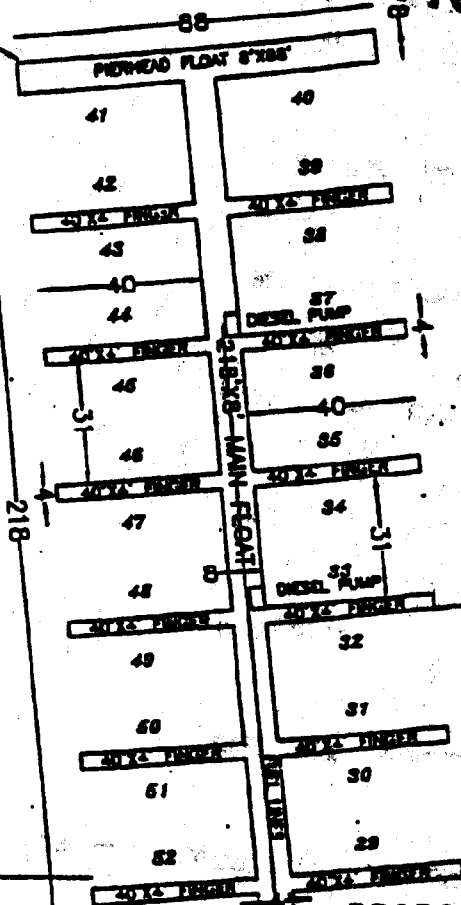 88
8
PIERHEAD FLOAT 8'X88'
41 40
42 39
40'X4' FINGER 40'X4' FINGER
43 38
40
44 37
DIESEL PUMP
40'X4' FINGER 40'X4' FINGER
4
45 36
31
40
46 35
40'X4' FINGER 40'X4' FINGER
4
218'X8' MAIN FLOAT
218
47 34
31
8
48 33
DIESEL PUMP
40'X4' FINGER 40'X4' FINGER
49 32
50 31
40'X4' FINGER 40'X4' FINGER
FUEL LINES
51 30
52 29
40'X4' FINGER 40'X4' FINGER